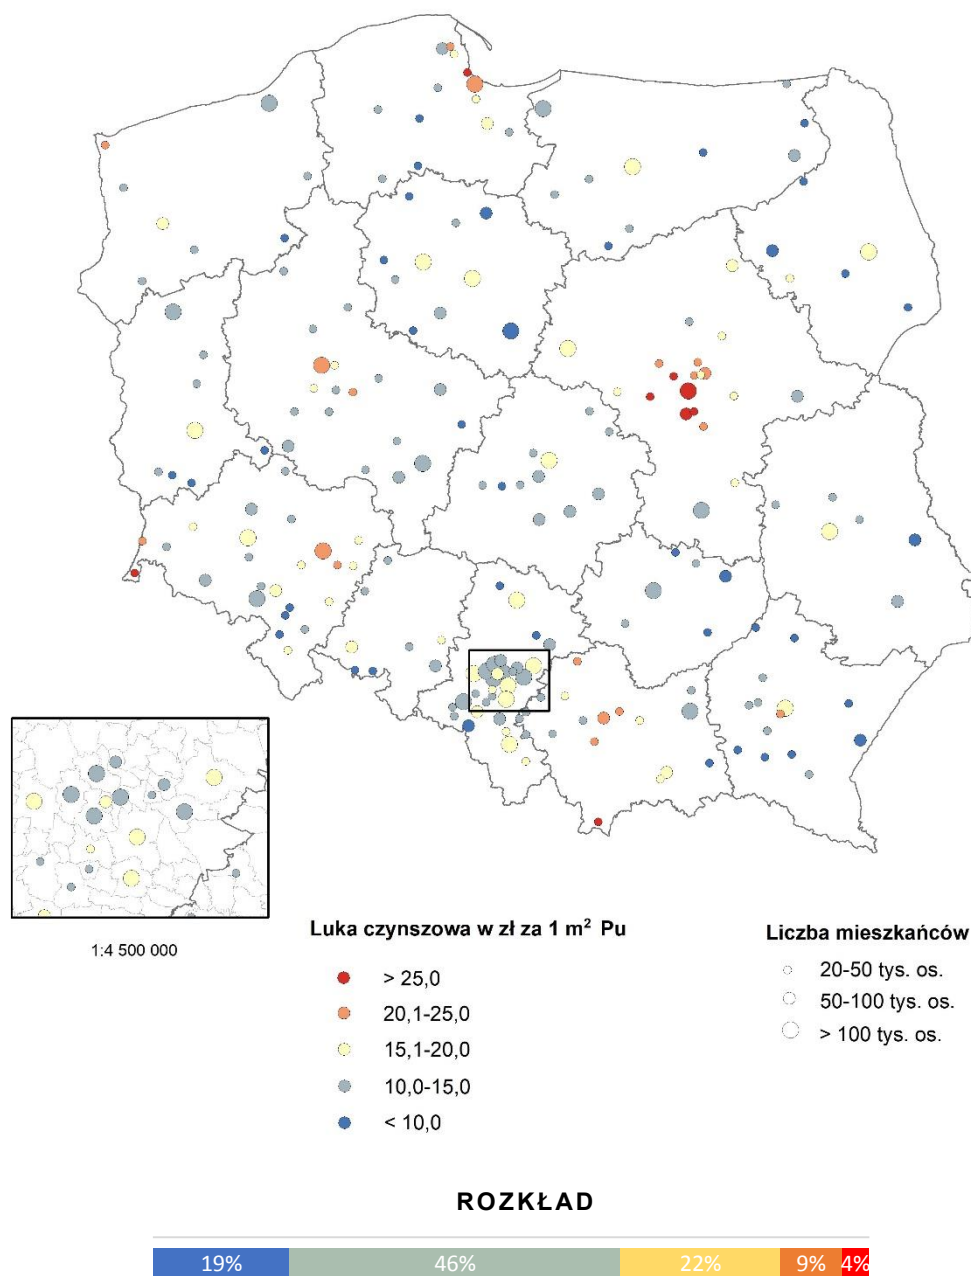 1:4 500 000
Luka czynszowa w zł za 1 m² Pu
> 25,0
20,1-25,0
15,1-20,0
10,0-15,0
< 10,0
Liczba mieszkańców
20-50 tys. os.
50-100 tys. os.
> 100 tys. os.
ROZKŁAD
19% 46% 22% 9% 4%